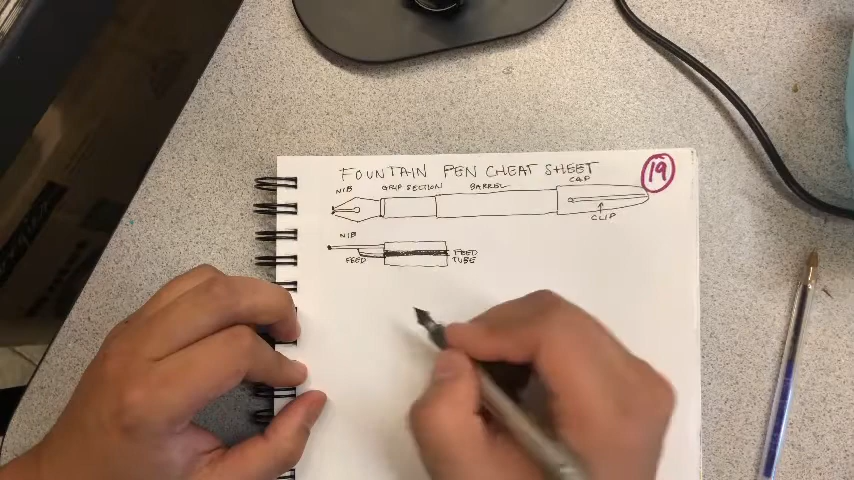 FOUNTAIN PEN CHEAT SHEET
19
NIB
GRIP SECTION
BARREL
CAP
CLIP
NIB
FEED
FEED
TUBE